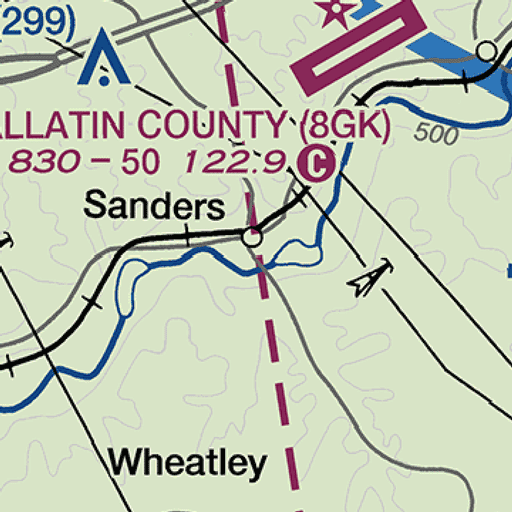 (299)
ALLATIN COUNTY (8GK)
830 – 50 122.9 C
500
Sanders
Wheatley